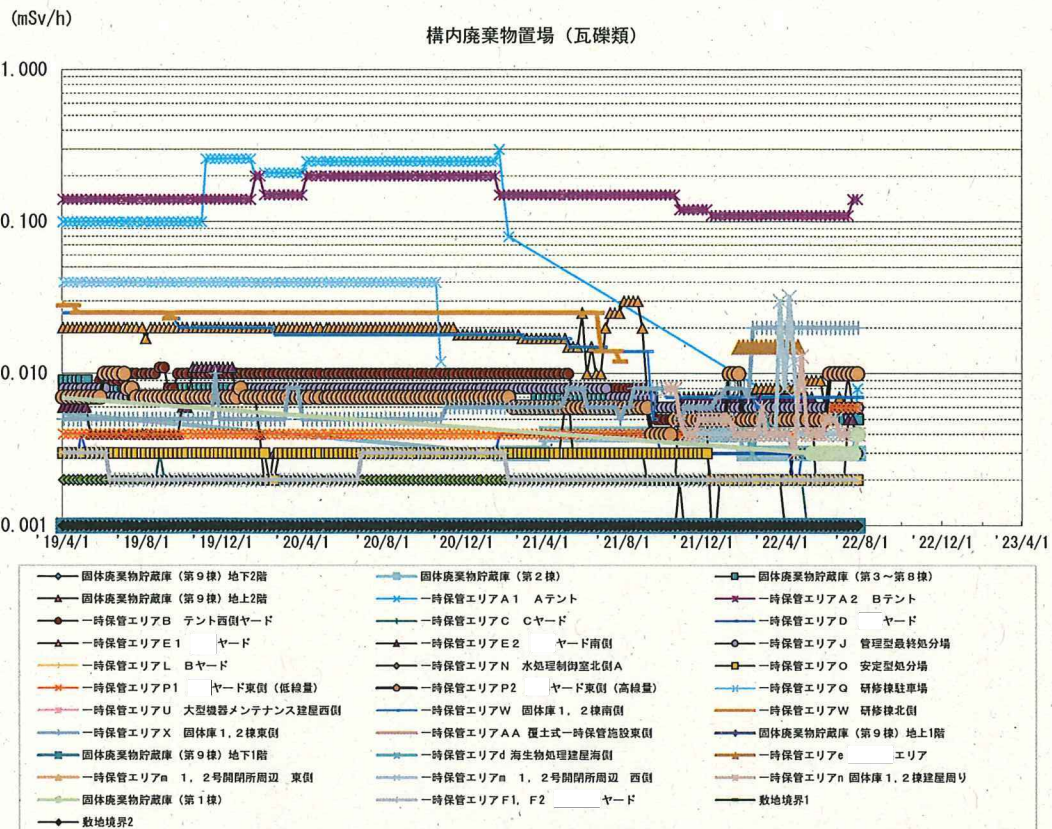 (mSv/h)
構内廃棄物置場（瓦礫類）
1.000
0.100
0.010
0.001
'19/4/1 '19/8/1 '19/12/1 '20/4/1 '20/8/1 '20/12/1 '21/4/1 '21/8/1 '21/12/1 '22/4/1 '22/8/1 '22/12/1 '23/4/1
固体廃棄物貯蔵庫（第9棟）地下2階 固体廃棄物貯蔵庫（第2棟） 固体廃棄物貯蔵庫（第3～第8棟）
固体廃棄物貯蔵庫（第9棟）地上2階 一時保管エリアA1　Aテント 一時保管エリアA2　Bテント
一時保管エリアB　テント西側ヤード 一時保管エリアC　Cヤード 一時保管エリアD　ヤード
一時保管エリアE1　ヤード 一時保管エリアE2　ヤード南側 一時保管エリアJ　管理型最終処分場
一時保管エリアL　Bヤード 一時保管エリアN　水処理制御室北側A 一時保管エリアO　安定型処分場
一時保管エリアP1　ヤード東側（低線量） 一時保管エリアP2　ヤード東側（高線量） 一時保管エリアQ　研修棟駐車場
一時保管エリアU　大型機器メンテナンス建屋西側 一時保管エリアW　固体庫1，2棟南側 一時保管エリアW　研修棟北側
一時保管エリアX　固体庫1，2棟東側 一時保管エリアAA 覆土式一時保管施設東側 固体廃棄物貯蔵庫（第9棟）地上1階
固体廃棄物貯蔵庫（第9棟）地下1階 一時保管エリアd 海生物処理建屋海側 一時保管エリアe　エリア
一時保管エリアm　1，2号開閉所周辺　東側 一時保管エリアm　1，2号開閉所周辺　西側 一時保管エリアn 固体庫1，2棟建屋周り
固体廃棄物貯蔵庫（第1棟） 一時保管エリアF1，F2　ヤード 敷地境界1
敷地境界2